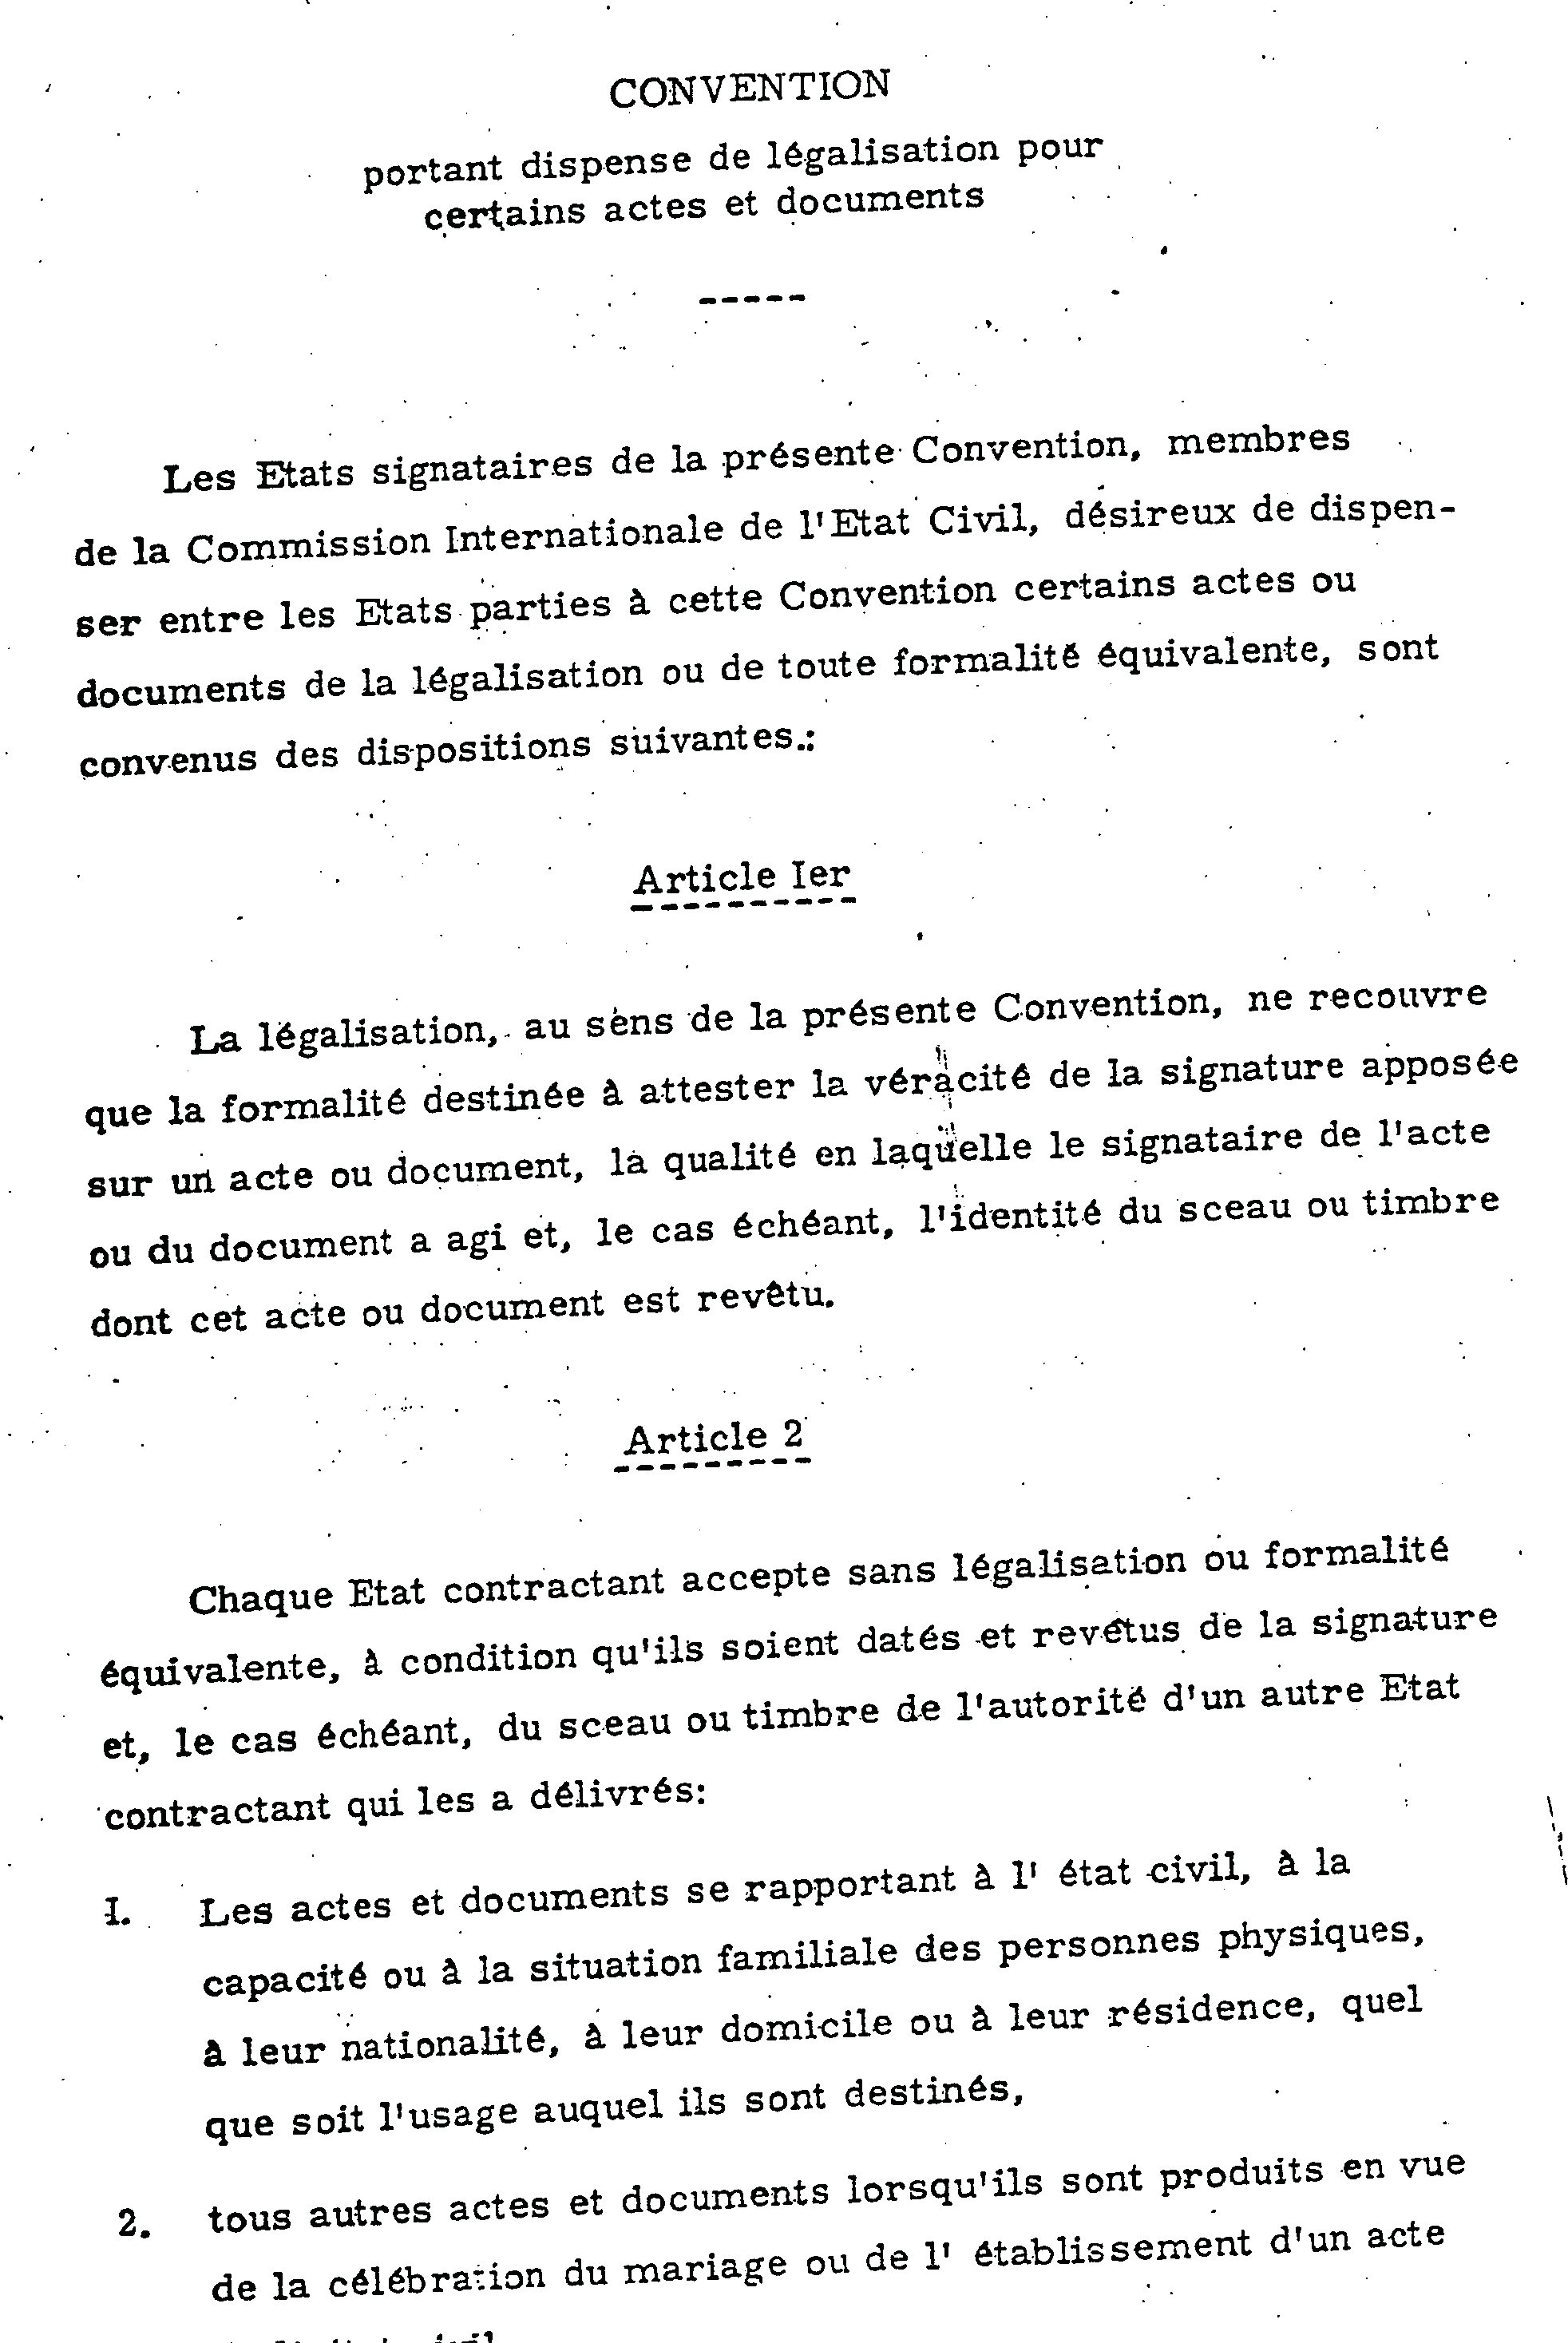 CONVENTION
portant dispense de légalisation pour
certains actes et documents
-----
Les Etats signataires de la présente Convention, membres
de la Commission Internationale de l'Etat Civil, désireux de dispen-
ser entre les Etats parties à cette Convention certains actes ou
documents de la légalisation ou de toute formalité équivalente, sont
convenus des dispositions suivantes.:
Article Ier
La légalisation, au sens de la présente Convention, ne recouvre
que la formalité destinée à attester la véracité de la signature apposée
sur un acte ou document, la qualité en laquelle le signataire de l'acte
ou du document a agi et, le cas échéant, l'identité du sceau ou timbre
dont cet acte ou document est revêtu.
Article 2
Chaque Etat contractant accepte sans légalisation ou formalité
équivalente, à condition qu'ils soient datés et revêtus de la signature
et, le cas échéant, du sceau ou timbre de l'autorité d'un autre Etat
contractant qui les a délivrés:
I. Les actes et documents se rapportant à l' état civil, à la
capacité ou à la situation familiale des personnes physiques,
à leur nationalité, à leur domicile ou à leur résidence, quel
que soit l'usage auquel ils sont destinés,
2. tous autres actes et documents lorsqu'ils sont produits en vue
de la célébration du mariage ou de l' établissement d'un acte